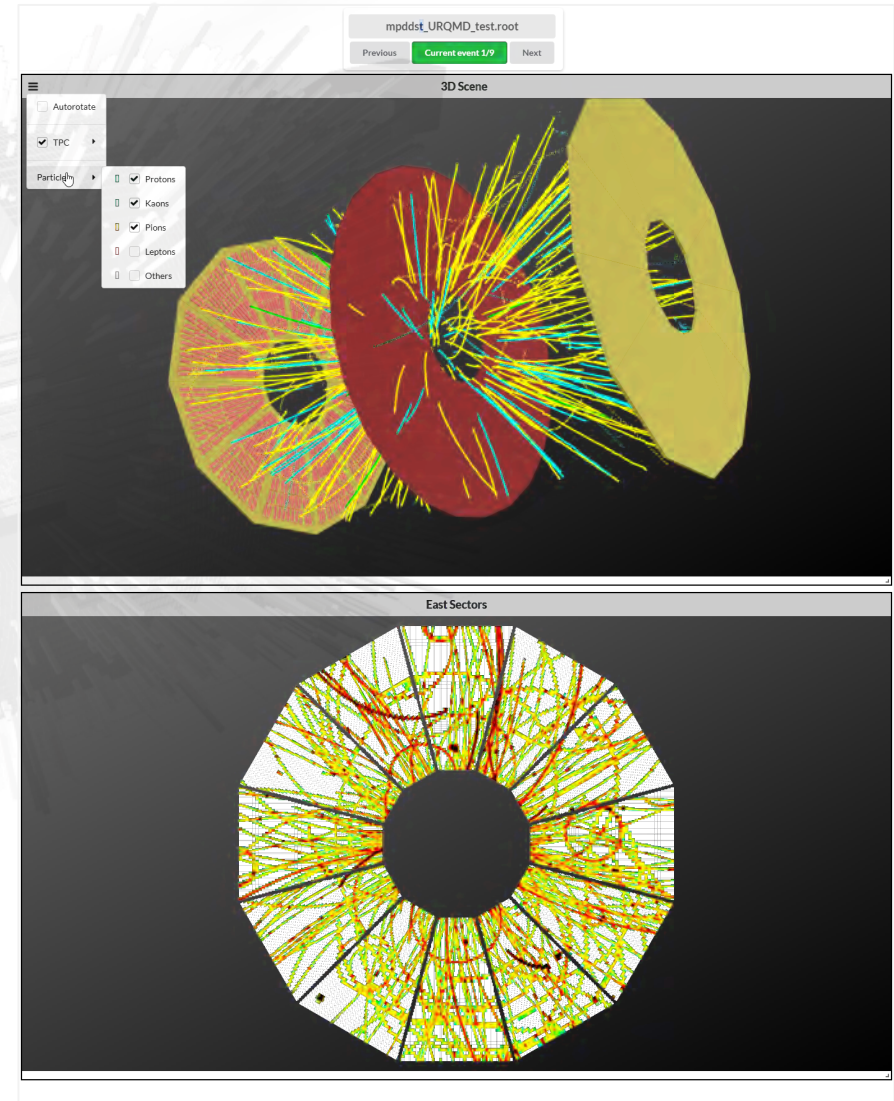 mpddst_URQMD_test.root
Previous
Current event 1/9
Next
3D Scene
Autorotate
TPC
Particle
Protons
Kaons
Pions
Leptons
Others
East Sectors